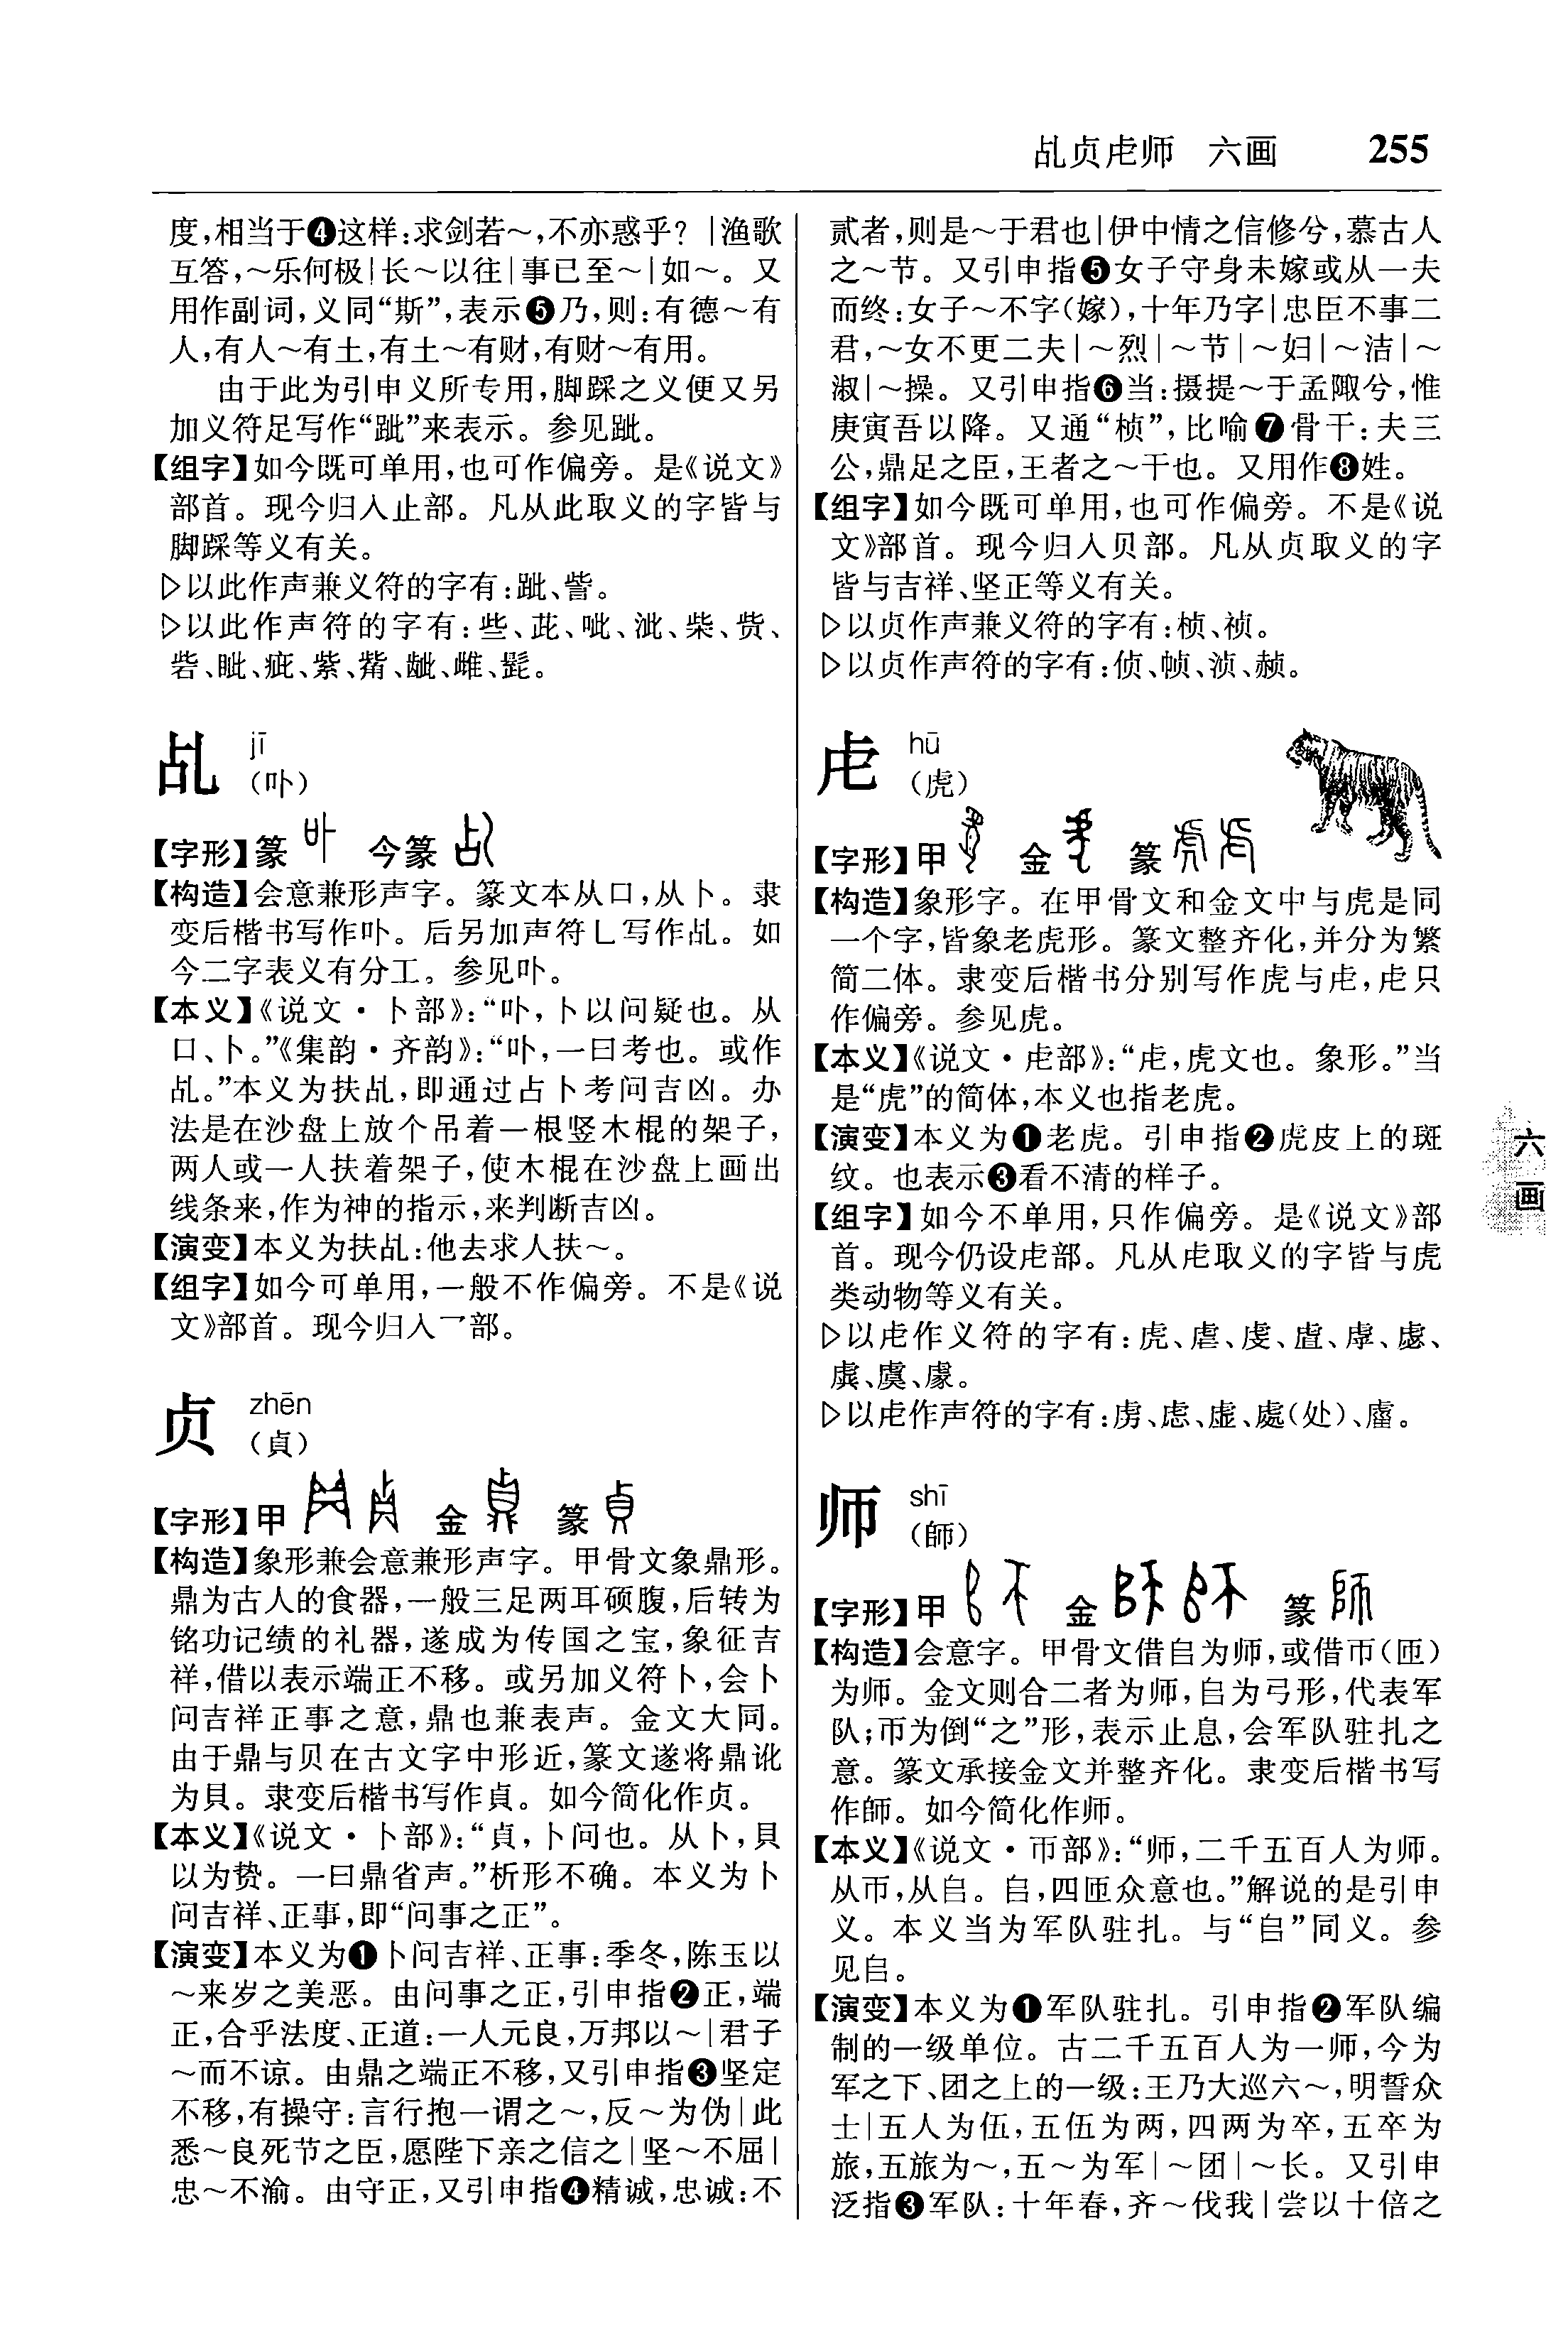 乩贞虍师 六画 255
度,相当于❹这样:求剑若～,不亦惑乎?|渔歌
互答,～乐何极|长～以往|事已至～|如～。又
用作副词,义同“斯”,表示❺乃,则:有德～有
人,有人～有土,有土～有财,有财～有用。
由于此为引申义所专用,脚踩之义便又另
加义符足写作“跐”来表示。参见跐。
【组字】如今既可单用,也可作偏旁。是《说文》
部首。现今归入止部。凡从此取义的字皆与
脚踩等义有关。
▷以此作声兼义符的字有:跐、訾。
▷以此作声符的字有:些、茈、呲、泚、柴、赀、
砦、眦、疵、紫、觜、龇、雌、髭。
乩 jī
(卟)
【字形】篆 今篆
【构造】会意兼形声字。篆文本从口,从卜。隶
变后楷书写作卟。后另加声符乚写作乩。如
今二字表义有分工。参见卟。
【本义】《说文·卜部》:“卟,卜以问疑也。从
口、卜。”《集韵·齐韵》:“卟,一曰考也。或作
乩。”本义为扶乩,即通过占卜考问吉凶。办
法是在沙盘上放个吊着一根竖木棍的架子,
两人或一人扶着架子,使木棍在沙盘上画出
线条来,作为神的指示,来判断吉凶。
【演变】本义为扶乩:他去求人扶～。
【组字】如今可单用,一般不作偏旁。不是《说
文》部首。现今归入乛部。
贞 zhēn
(貞)
【字形】甲 金 篆
【构造】象形兼会意兼形声字。甲骨文象鼎形。
鼎为古人的食器,一般三足两耳硕腹,后转为
铭功记绩的礼器,遂成为传国之宝,象征吉
祥,借以表示端正不移。或另加义符卜,会卜
问吉祥正事之意,鼎也兼表声。金文大同。
由于鼎与贝在古文字中形近,篆文遂将鼎讹
为貝。隶变后楷书写作貞。如今简化作贞。
【本义】《说文·卜部》:“貞,卜问也。从卜,貝
以为贽。一曰鼎省声。”析形不确。本义为卜
问吉祥、正事,即“问事之正”。
【演变】本义为❶卜问吉祥、正事:季冬,陈玉以
～来岁之美恶。由问事之正,引申指❷正,端
正,合乎法度、正道:一人元良,万邦以～|君子
～而不谅。由鼎之端正不移,又引申指❸坚定
不移,有操守:言行抱一谓之～,反～为伪|此
悉～良死节之臣,愿陛下亲之信之|坚～不屈|
忠～不渝。由守正,又引申指❹精诚,忠诚:不
贰者,则是～于君也|伊中情之信修兮,慕古人
之～节。又引申指❺女子守身未嫁或从一夫
而终:女子～不字(嫁),十年乃字|忠臣不事二
君,～女不更二夫|～烈|～节|～妇|～洁|～
淑|～操。又引申指❻当:摄提～于孟陬兮,惟
庚寅吾以降。又通“桢”,比喻❼骨干:夫三
公,鼎足之臣,王者之～干也。又用作❽姓。
【组字】如今既可单用,也可作偏旁。不是《说
文》部首。现今归入贝部。凡从贞取义的字
皆与吉祥、坚正等义有关。
▷以贞作声兼义符的字有:桢、祯。
▷以贞作声符的字有:侦、帧、浈、赪。
虍 hū
(虎)
【字形】甲 金 篆
【构造】象形字。在甲骨文和金文中与虎是同
一个字,皆象老虎形。篆文整齐化,并分为繁
简二体。隶变后楷书分别写作虎与虍,虍只
作偏旁。参见虎。
【本义】《说文·虍部》:“虍,虎文也。象形。”当
是“虎”的简体,本义也指老虎。
【演变】本义为❶老虎。引申指❷虎皮上的斑
纹。也表示❸看不清的样子。
【组字】如今不单用,只作偏旁。是《说文》部
首。现今仍设虍部。凡从虍取义的字皆与虎
类动物等义有关。
▷以虍作义符的字有:虎、虐、虔、虘、虖、虙、
虡、虞、豦。
▷以虍作声符的字有:虏、虑、虚、處(处)、䖒。
师 shī
(師)
【字形】甲 金 篆
【构造】会意字。甲骨文借𠂤为师,或借帀(匝)
为师。金文则合二者为师,𠂤为弓形,代表军
队;帀为倒“之”形,表示止息,会军队驻扎之
意。篆文承接金文并整齐化。隶变后楷书写
作師。如今简化作师。
【本义】《说文·帀部》:“师,二千五百人为师。
从帀,从𠂤。𠂤,四匝众意也。”解说的是引申
义。本义当为军队驻扎。与“𠂤”同义。参
见𠂤。
【演变】本义为❶军队驻扎。引申指❷军队编
制的一级单位。古二千五百人为一师,今为
军之下、团之上的一级:王乃大巡六～,明誓众
士|五人为伍,五伍为两,四两为卒,五卒为
旅,五旅为～,五～为军|～团|～长。又引申
泛指❸军队:十年春,齐～伐我|尝以十倍之
六画